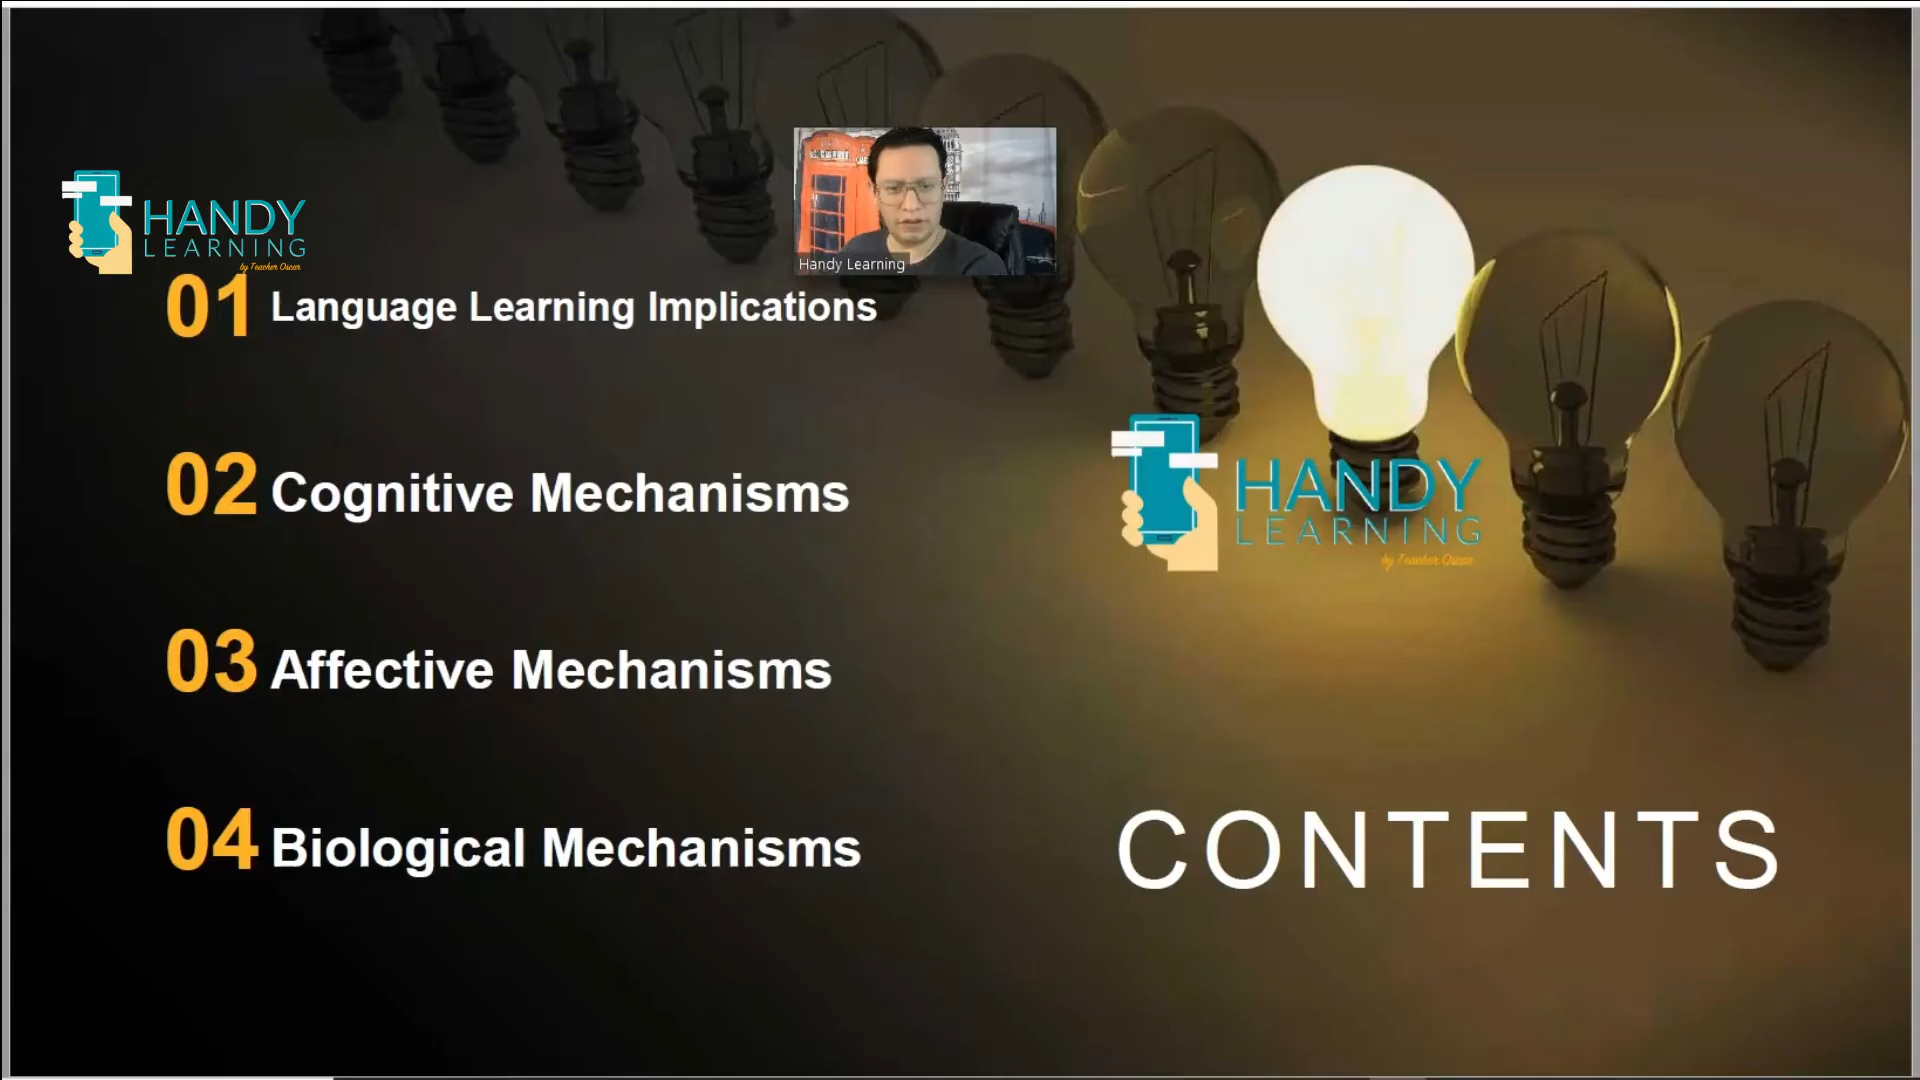 HANDY
LEARNING
by Teacher Oscar
Handy Learning
01 Language Learning Implications
02 Cognitive Mechanisms
HANDY
LEARNING
by Teacher Oscar
03 Affective Mechanisms
04 Biological Mechanisms
CONTENTS